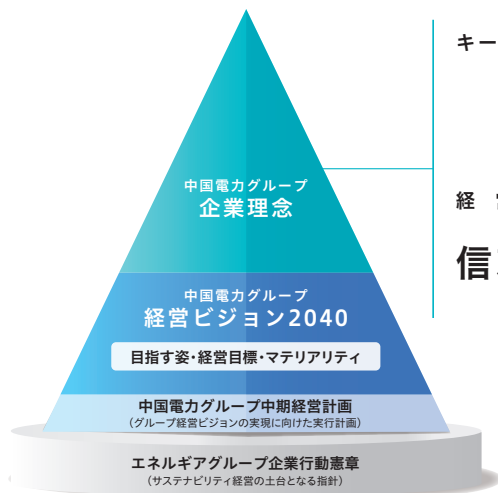 キー
中国電力グループ
企業理念
経 営
中国電力グループ
経営ビジョン2040
目指す姿・経営目標・マテリアリティ
中国電力グループ中期経営計画
(グループ経営ビジョンの実現に向けた実行計画)
エネルギアグループ企業行動憲章
(サステナビリティ経営の土台となる指針)